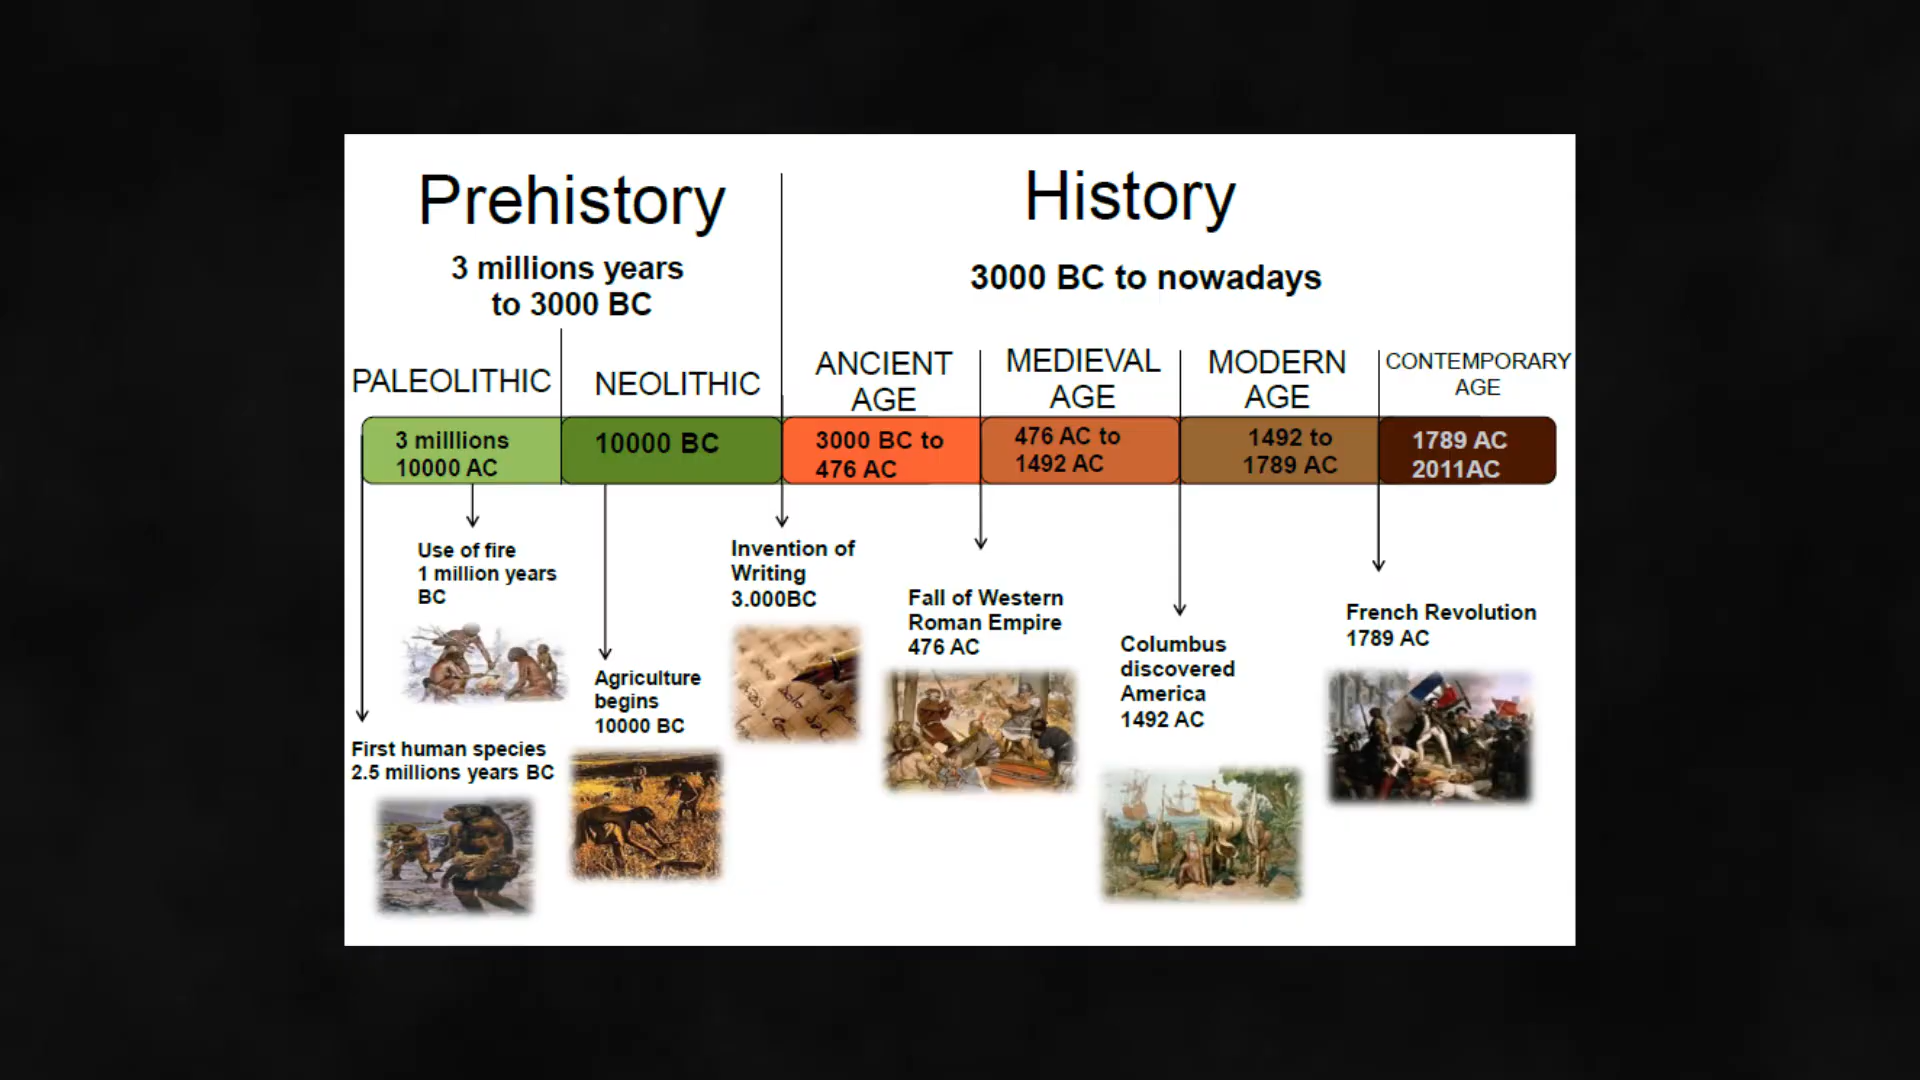 Prehistory
3 millions years
to 3000 BC
History
3000 BC to nowadays
PALEOLITHIC
NEOLITHIC
ANCIENT
AGE
MEDIEVAL
AGE
MODERN
AGE
CONTEMPORARY
AGE
3 milllions
10000 AC
10000 BC
3000 BC to
476 AC
476 AC to
1492 AC
1492 to
1789 AC
1789 AC
2011AC
Use of fire
1 million years
BC
First human species
2.5 millions years BC
Agriculture
begins
10000 BC
Invention of
Writing
3.000BC
Fall of Western
Roman Empire
476 AC
Columbus
discovered
America
1492 AC
French Revolution
1789 AC